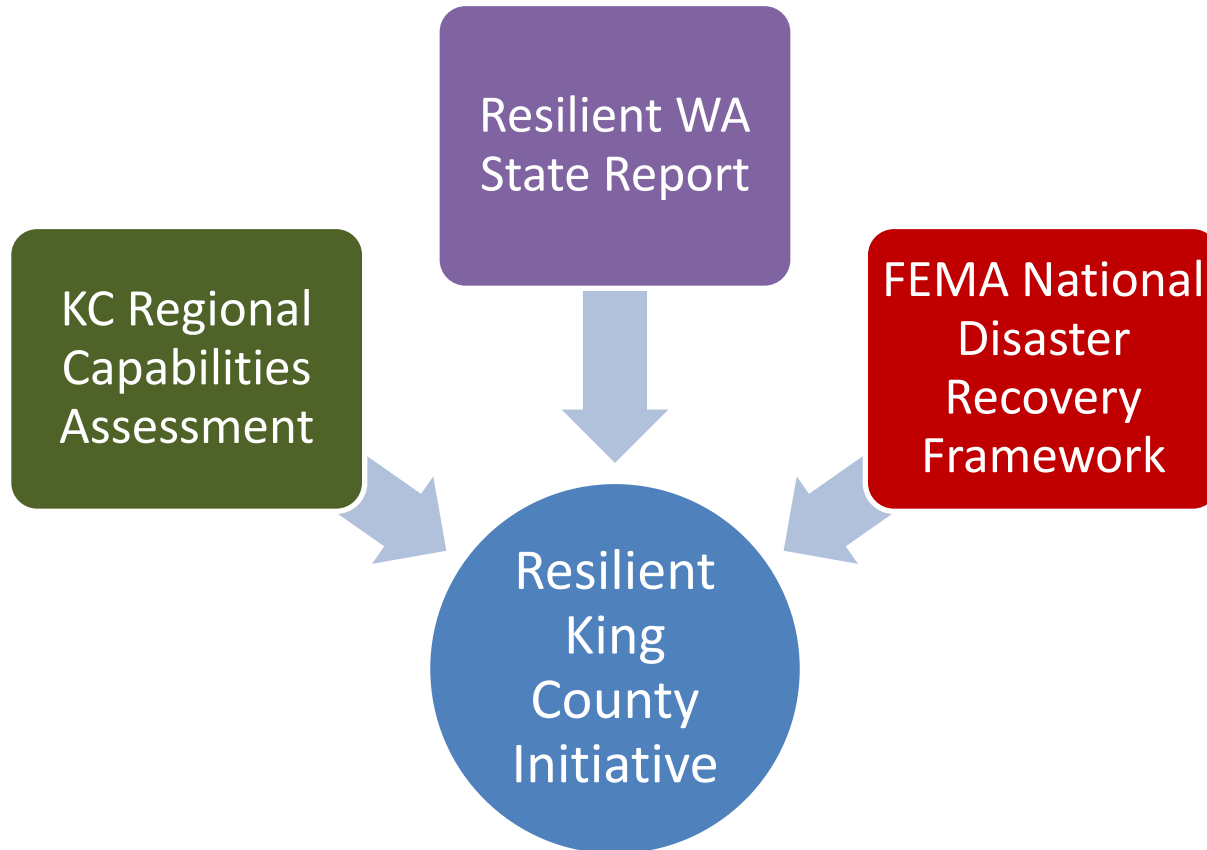 Resilient WA
State Report
KC Regional
Capabilities
Assessment
FEMA National
Disaster
Recovery
Framework
Resilient
King
County
Initiative